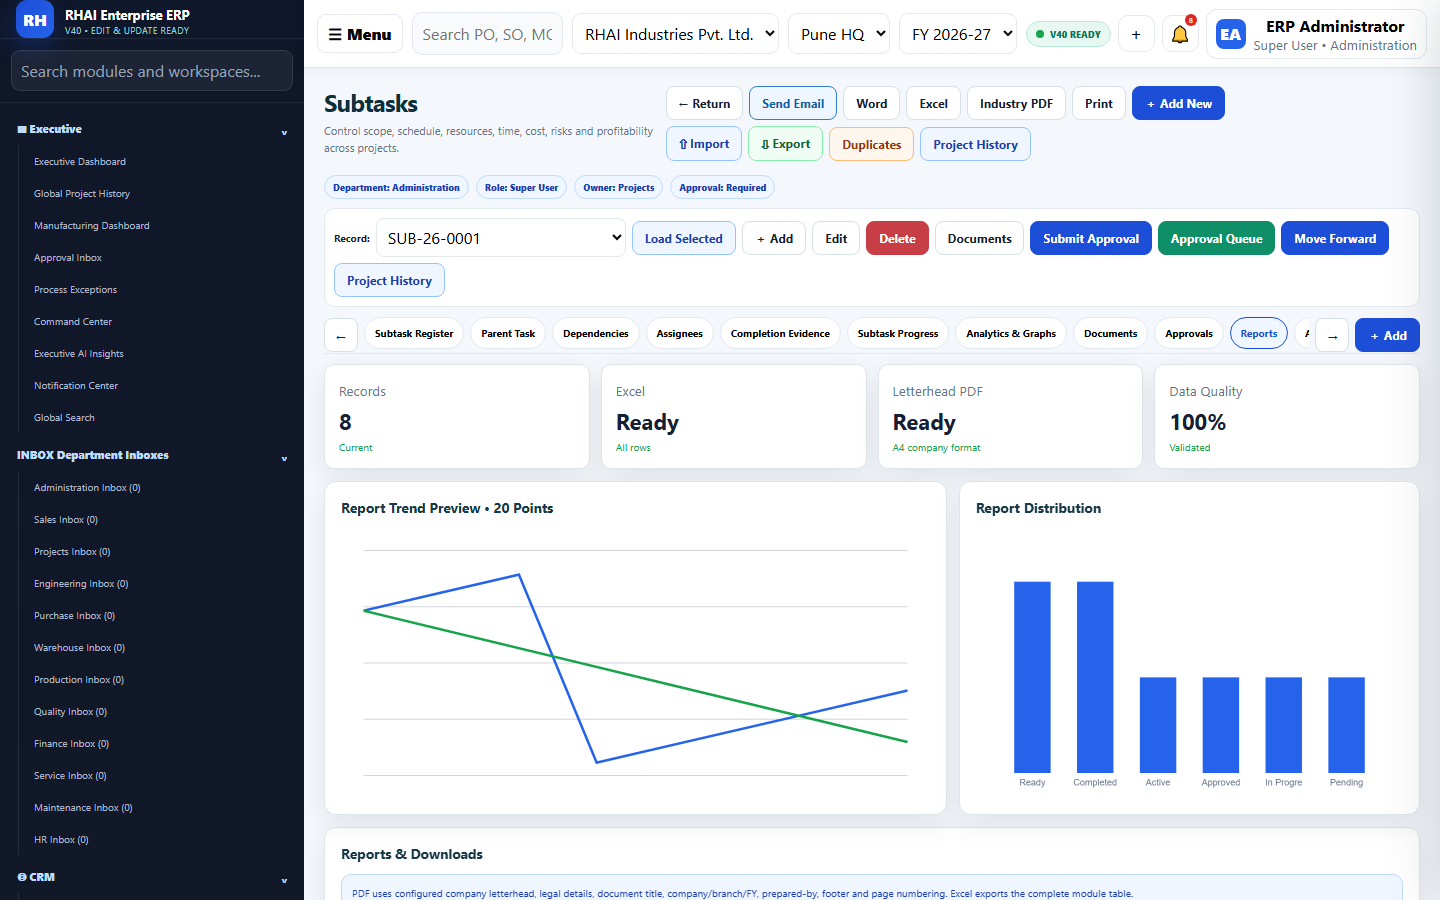 RH
RHAI Enterprise ERP
V40 • EDIT & UPDATE READY
Search modules and workspaces...
Executive
Executive Dashboard
Global Project History
Manufacturing Dashboard
Approval Inbox
Process Exceptions
Command Center
Executive AI Insights
Notification Center
Global Search
INBOX Department Inboxes
Administration Inbox (0)
Sales Inbox (0)
Projects Inbox (0)
Engineering Inbox (0)
Purchase Inbox (0)
Warehouse Inbox (0)
Production Inbox (0)
Quality Inbox (0)
Finance Inbox (0)
Service Inbox (0)
Maintenance Inbox (0)
HR Inbox (0)
CRM
☰ Menu
Search PO, SO, MO
RHAI Industries Pvt. Ltd.
Pune HQ
FY 2026-27
V40 READY
+
8
EA
ERP Administrator
Super User • Administration
Subtasks
Control scope, schedule, resources, time, cost, risks and profitability
across projects.
← Return
Send Email
Word
Excel
Industry PDF
Print
+ Add New
⇧ Import
⇩ Export
Duplicates
Project History
Department: Administration
Role: Super User
Owner: Projects
Approval: Required
Record:
SUB-26-0001
Load Selected
+ Add
Edit
Delete
Documents
Submit Approval
Approval Queue
Move Forward
Project History
←
Subtask Register
Parent Task
Dependencies
Assignees
Completion Evidence
Subtask Progress
Analytics & Graphs
Documents
Approvals
Reports
→
+ Add
Records
8
Current
Excel
Ready
All rows
Letterhead PDF
Ready
A4 company format
Data Quality
100%
Validated
Report Trend Preview • 20 Points
Report Distribution
Ready
Completed
Active
Approved
In Progre
Pending
Reports & Downloads
PDF uses configured company letterhead, legal details, document title, company/branch/FY, prepared-by, footer and page numbering. Excel exports the complete module table.